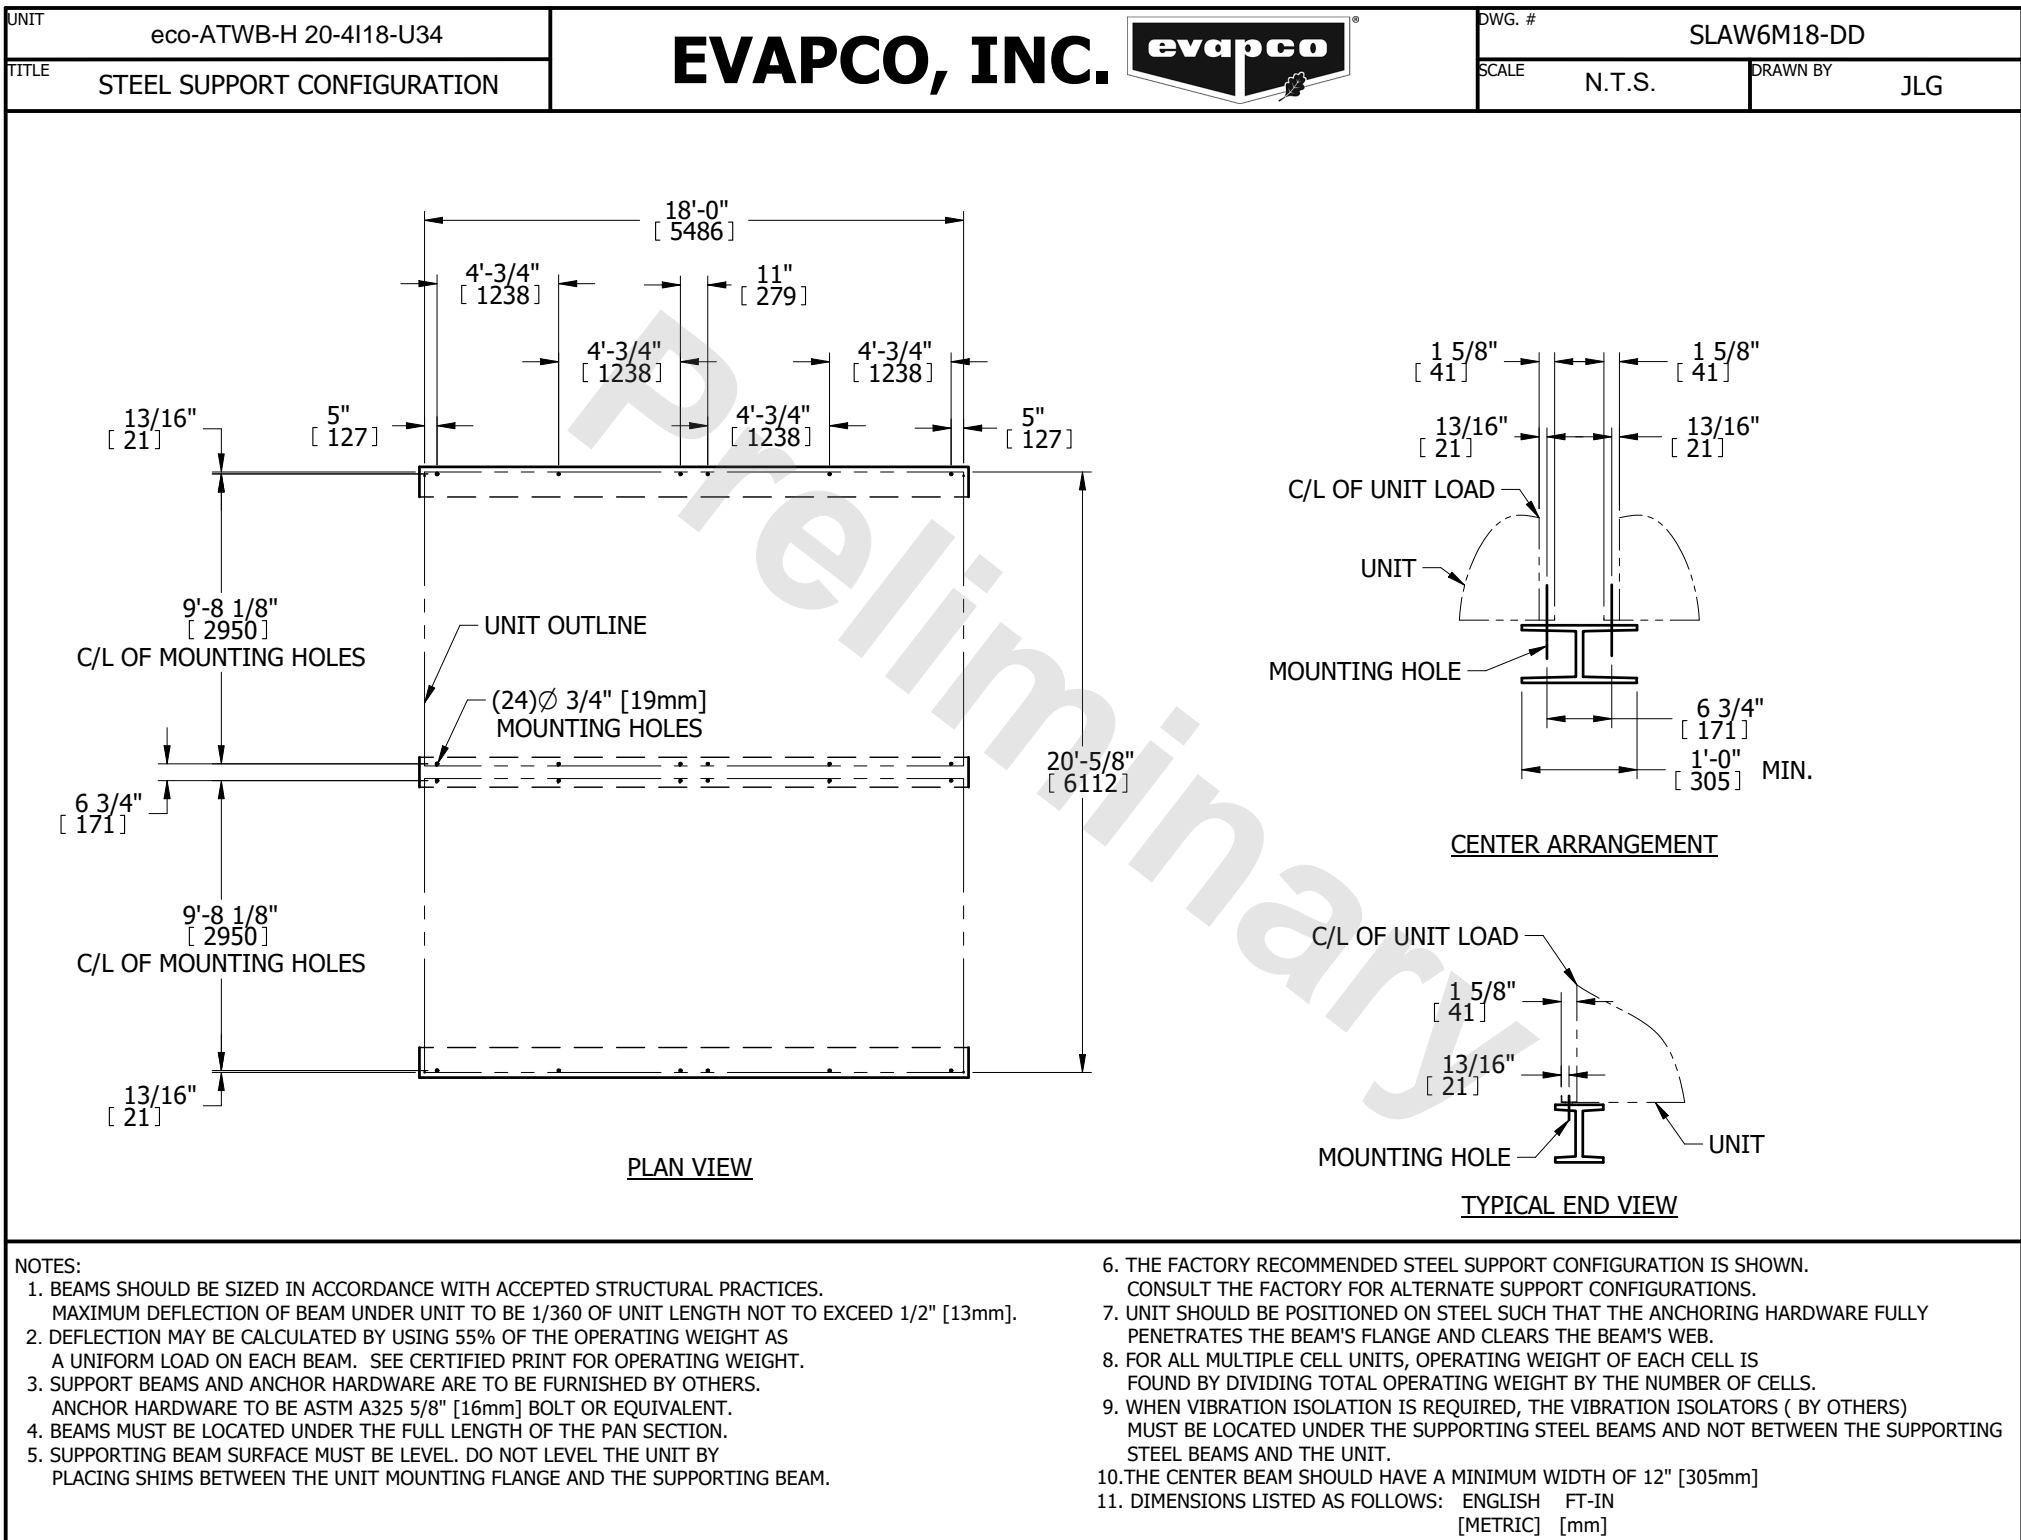 UNIT
eco-ATWB-H 20-4I18-U34
TITLE
STEEL SUPPORT CONFIGURATION
EVAPCO, INC.
evapco
®
DWG. #
SLAW6M18-DD
SCALE
N.T.S.
DRAWN BY
JLG
18'-0"
[ 5486 ]
4'-3/4"
[ 1238 ]
11"
[ 279 ]
4'-3/4"
[ 1238 ]
4'-3/4"
[ 1238 ]
13/16"
[ 21 ]
5"
[ 127 ]
4'-3/4"
[ 1238 ]
5"
[ 127 ]
9'-8 1/8"
[ 2950 ]
C/L OF MOUNTING HOLES
UNIT OUTLINE
(24)∅ 3/4" [19mm]
MOUNTING HOLES
6 3/4"
[ 171 ]
20'-5/8"
[ 6112 ]
9'-8 1/8"
[ 2950 ]
C/L OF MOUNTING HOLES
13/16"
[ 21 ]
PLAN VIEW
Preliminary
1 5/8"
[ 41 ]
1 5/8"
[ 41 ]
13/16"
[ 21 ]
13/16"
[ 21 ]
C/L OF UNIT LOAD
UNIT
MOUNTING HOLE
6 3/4"
[ 171 ]
1'-0"
[ 305 ]
MIN.
CENTER ARRANGEMENT
C/L OF UNIT LOAD
1 5/8"
[ 41 ]
13/16"
[ 21 ]
MOUNTING HOLE
UNIT
TYPICAL END VIEW
NOTES:
1. BEAMS SHOULD BE SIZED IN ACCORDANCE WITH ACCEPTED STRUCTURAL PRACTICES.
MAXIMUM DEFLECTION OF BEAM UNDER UNIT TO BE 1/360 OF UNIT LENGTH NOT TO EXCEED 1/2" [13mm].
2. DEFLECTION MAY BE CALCULATED BY USING 55% OF THE OPERATING WEIGHT AS
A UNIFORM LOAD ON EACH BEAM. SEE CERTIFIED PRINT FOR OPERATING WEIGHT.
3. SUPPORT BEAMS AND ANCHOR HARDWARE ARE TO BE FURNISHED BY OTHERS.
ANCHOR HARDWARE TO BE ASTM A325 5/8" [16mm] BOLT OR EQUIVALENT.
4. BEAMS MUST BE LOCATED UNDER THE FULL LENGTH OF THE PAN SECTION.
5. SUPPORTING BEAM SURFACE MUST BE LEVEL. DO NOT LEVEL THE UNIT BY
PLACING SHIMS BETWEEN THE UNIT MOUNTING FLANGE AND THE SUPPORTING BEAM.
6. THE FACTORY RECOMMENDED STEEL SUPPORT CONFIGURATION IS SHOWN.
CONSULT THE FACTORY FOR ALTERNATE SUPPORT CONFIGURATIONS.
7. UNIT SHOULD BE POSITIONED ON STEEL SUCH THAT THE ANCHORING HARDWARE FULLY
PENETRATES THE BEAM'S FLANGE AND CLEARS THE BEAM'S WEB.
8. FOR ALL MULTIPLE CELL UNITS, OPERATING WEIGHT OF EACH CELL IS
FOUND BY DIVIDING TOTAL OPERATING WEIGHT BY THE NUMBER OF CELLS.
9. WHEN VIBRATION ISOLATION IS REQUIRED, THE VIBRATION ISOLATORS ( BY OTHERS)
MUST BE LOCATED UNDER THE SUPPORTING STEEL BEAMS AND NOT BETWEEN THE SUPPORTING
STEEL BEAMS AND THE UNIT.
10.THE CENTER BEAM SHOULD HAVE A MINIMUM WIDTH OF 12" [305mm]
11. DIMENSIONS LISTED AS FOLLOWS: ENGLISH FT-IN
[METRIC] [mm]